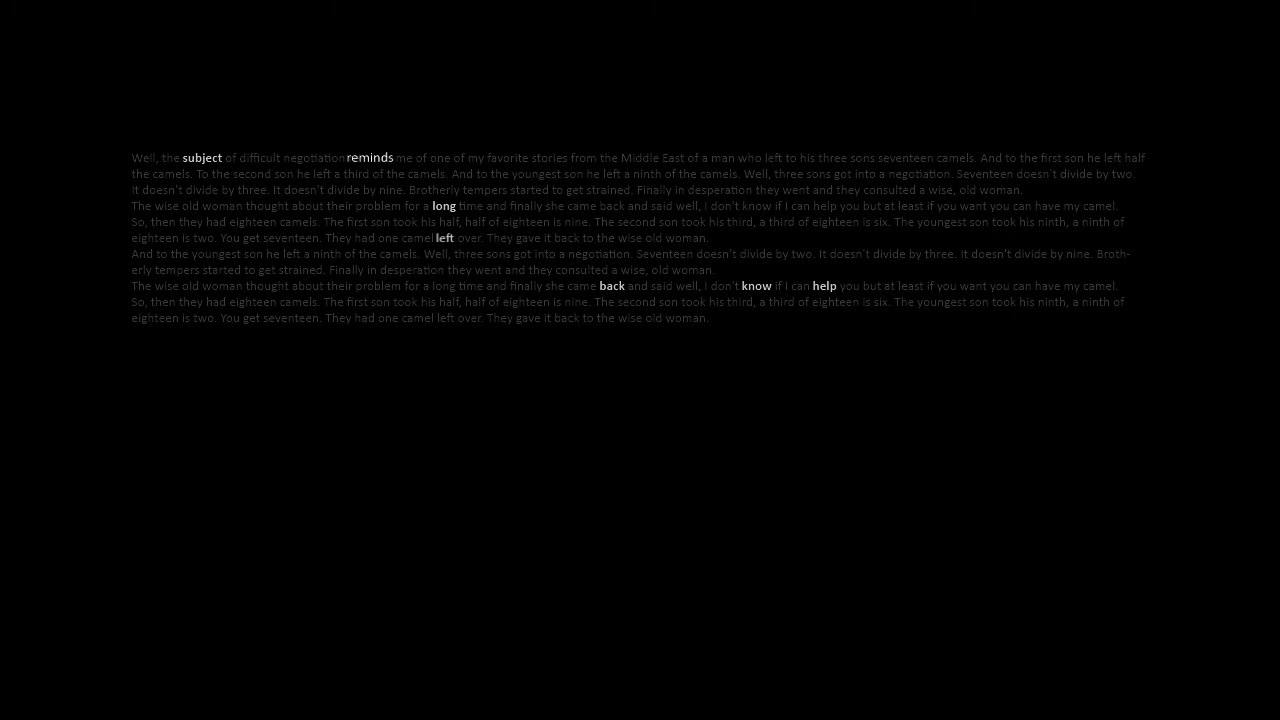 Well, the subject of difficult negotiation reminds me of one of my favorite stories from the Middle East of a man who left to his three sons seventeen camels. And to the first son he left half
the camels. To the second son he left a third of the camels. And to the youngest son he left a ninth of the camels. Well, three sons got into a negotiation. Seventeen doesn't divide by two.
It doesn't divide by three. It doesn't divide by nine. Brotherly tempers started to get strained. Finally in desperation they went and they consulted a wise, old woman.
The wise old woman thought about their problem for a long time and finally she came back and said well, I don't know if I can help you but at least if you want you can have my camel.
So, then they had eighteen camels. The first son took his half, half of eighteen is nine. The second son took his third, a third of eighteen is six. The youngest son took his ninth, a ninth of
eighteen is two. You get seventeen. They had one camel left over. They gave it back to the wise old woman.
And to the youngest son he left a ninth of the camels. Well, three sons got into a negotiation. Seventeen doesn't divide by two. It doesn't divide by three. It doesn't divide by nine. Broth-
erly tempers started to get strained. Finally in desperation they went and they consulted a wise, old woman.
The wise old woman thought about their problem for a long time and finally she came back and said well, I don't know if I can help you but at least if you want you can have my camel.
So, then they had eighteen camels. The first son took his half, half of eighteen is nine. The second son took his third, a third of eighteen is six. The youngest son took his ninth, a ninth of
eighteen is two. You get seventeen. They had one camel left over. They gave it back to the wise old woman.